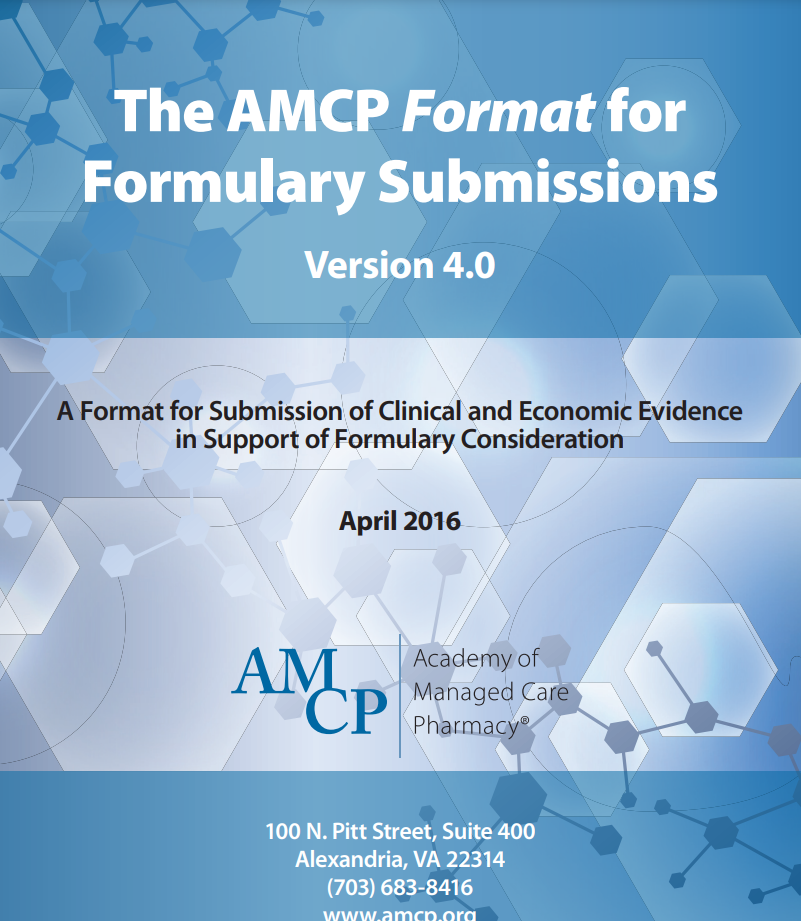 The AMCP Format for
Formulary Submissions
Version 4.0
A Format for Submission of Clinical and Economic Evidence
in Support of Formulary Consideration
April 2016
AM
CP
Academy of
Managed Care
Pharmacy®
100 N. Pitt Street, Suite 400
Alexandria, VA 22314
(703) 683-8416
www.amcp.org